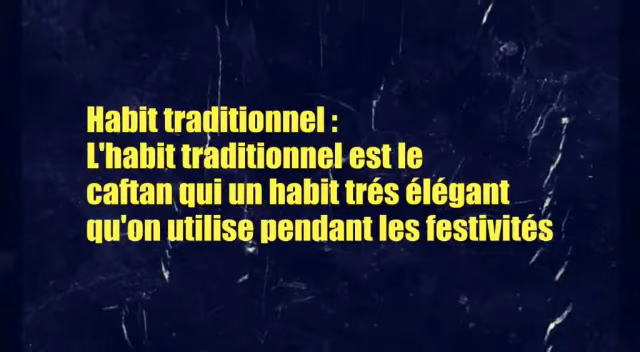 Habit traditionnel :
L'habit traditionnel est le
caftan qui un habit trés élégant
qu'on utilise pendant les festivités